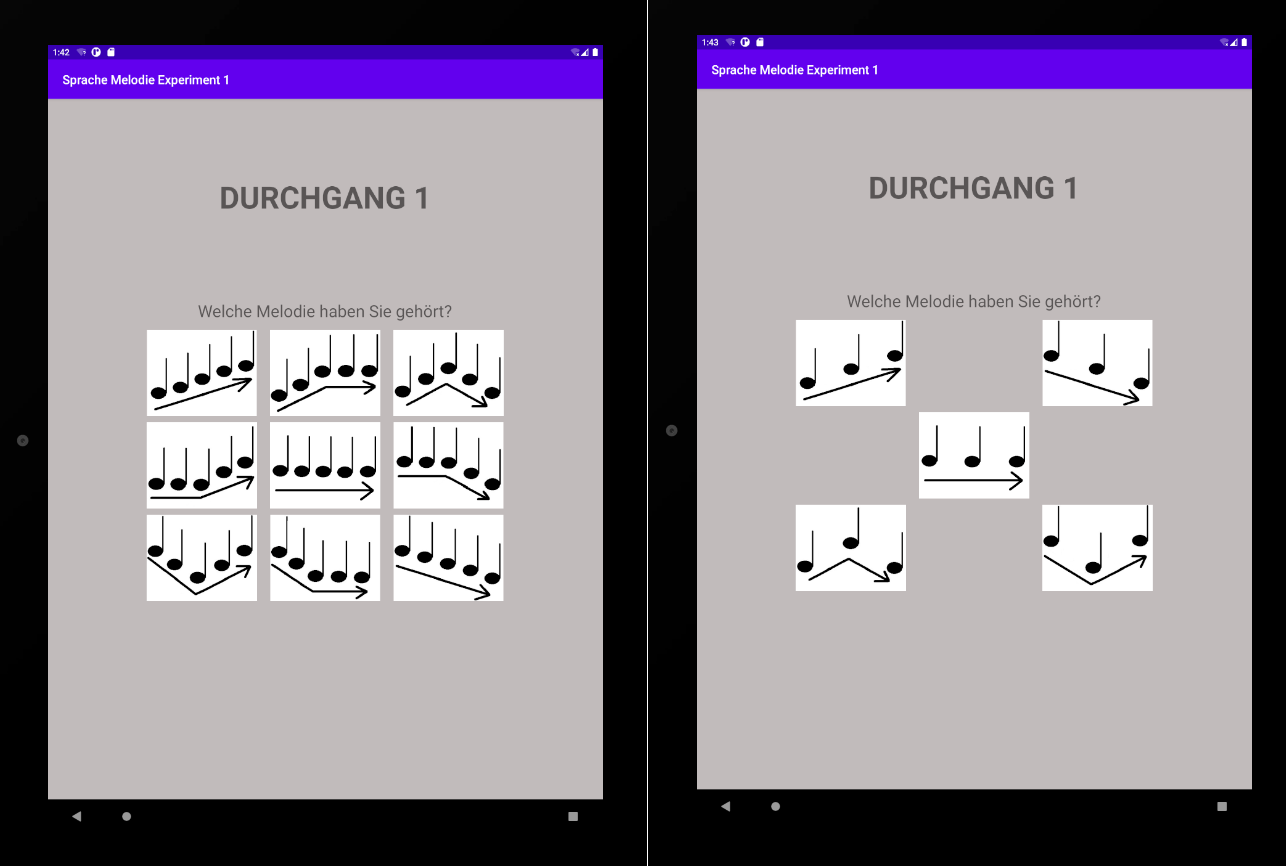 1:42
Sprache Melodie Experiment 1
DURCHGANG 1
Welche Melodie haben Sie gehört?
1:43
Sprache Melodie Experiment 1
DURCHGANG 1
Welche Melodie haben Sie gehört?